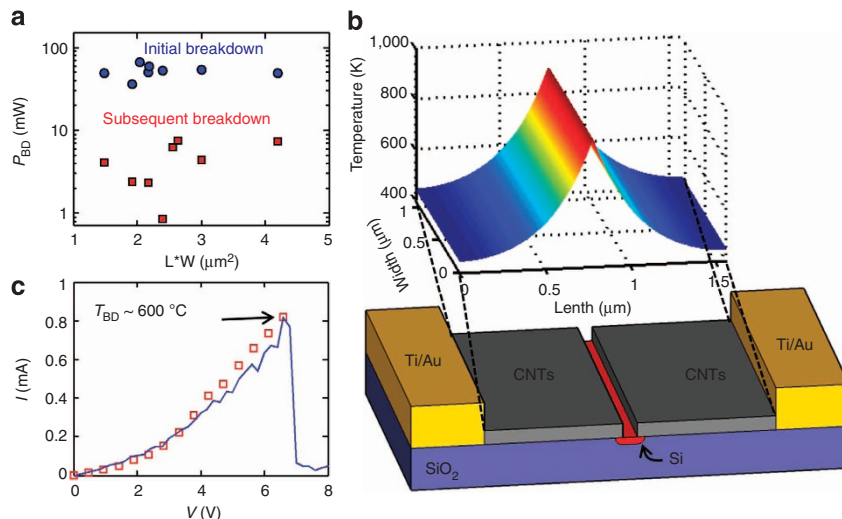 a
100
10
1
P_BD (mW)
Initial breakdown
Subsequent breakdown
1 2 3 4 5
L*W (μm²)
b
1,000
800
600
400
Temperature (K)
1
0.5
0
Width (μm)
0 0.5 1 1.5
Lenth (μm)
Ti/Au
CNTs
CNTs
Ti/Au
SiO₂
Si
c
1
0.8
0.6
0.4
0.2
0
I (mA)
T_BD ~ 600 °C
0 2 4 6 8
V (V)